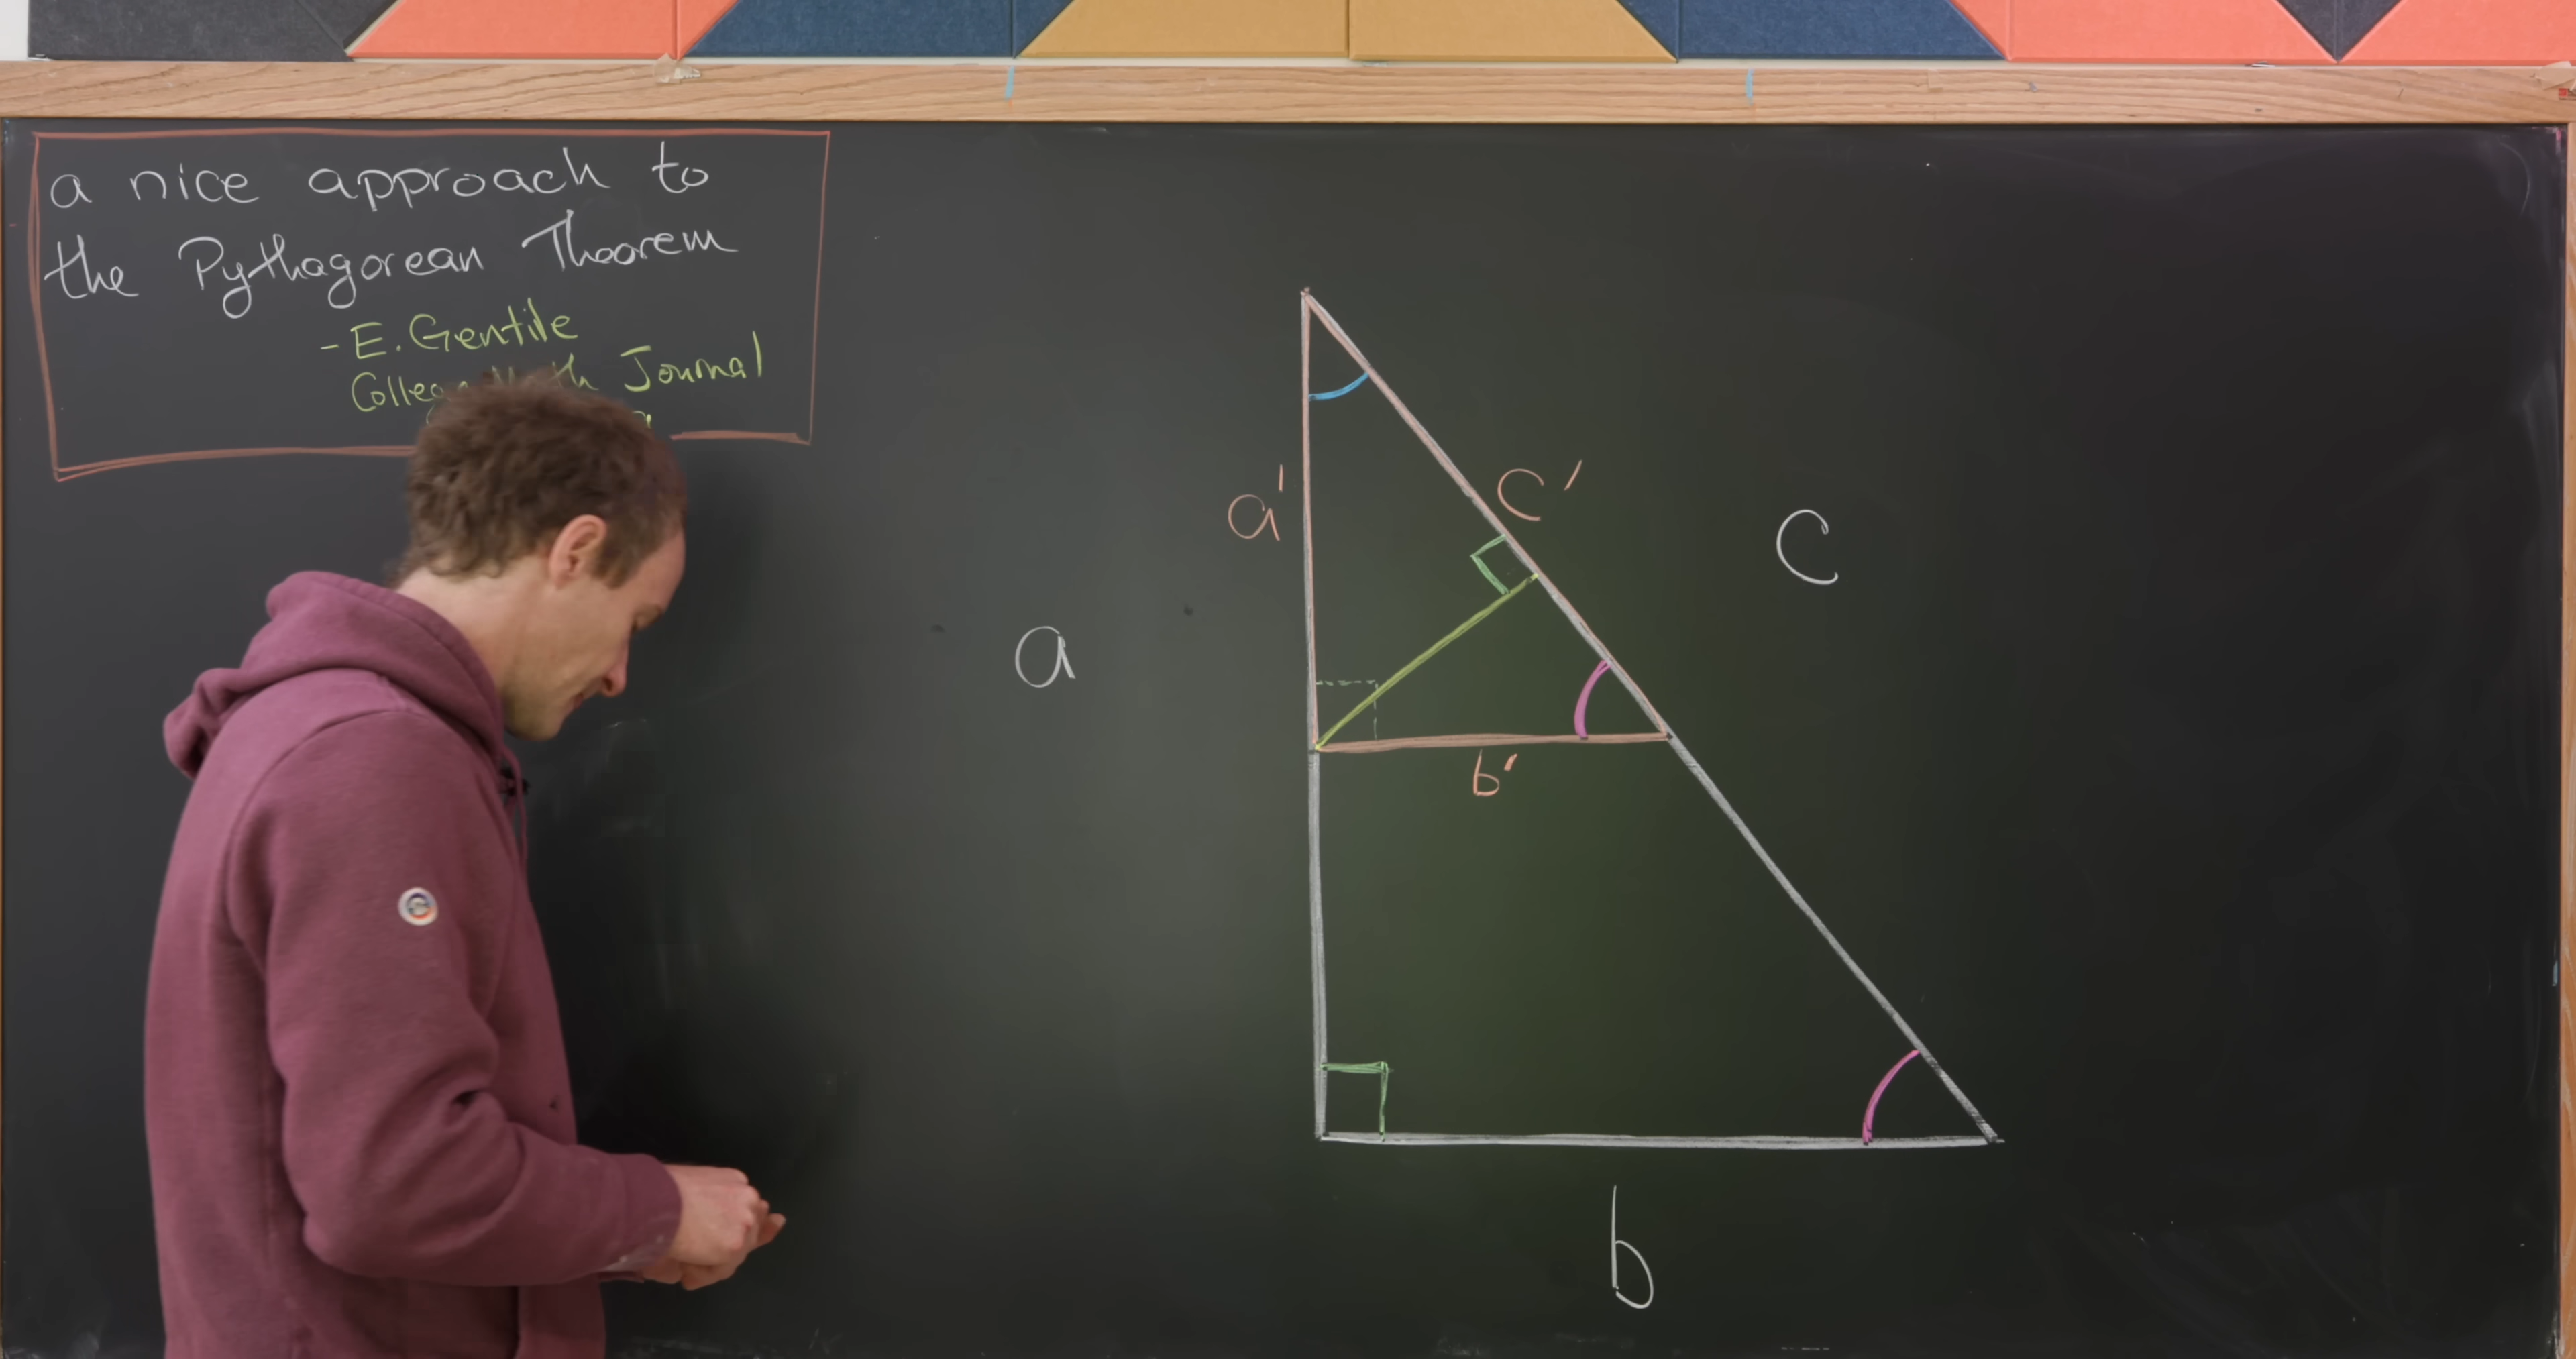 a nice approach to
the Pythagorean Theorem
- E. Gentile
Journal
a'
c'
c
a
b'
b